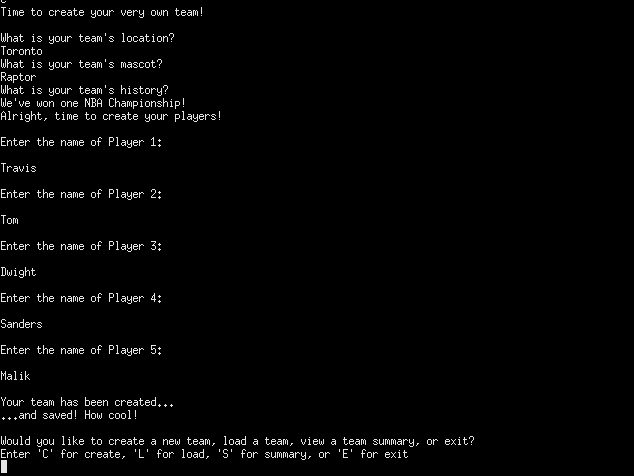 Time to create your very own team!
What is your team's location?
Toronto
What is your team's mascot?
Raptor
What is your team's history?
We've won one NBA Championship!
Alright, time to create your players!
Enter the name of Player 1:
Travis
Enter the name of Player 2:
Tom
Enter the name of Player 3:
Dwight
Enter the name of Player 4:
Sanders
Enter the name of Player 5:
Malik
Your team has been created...
...and saved! How cool!
Would you like to create a new team, load a team, view a team summary, or exit?
Enter 'C' for create, 'L' for load, 'S' for summary, or 'E' for exit